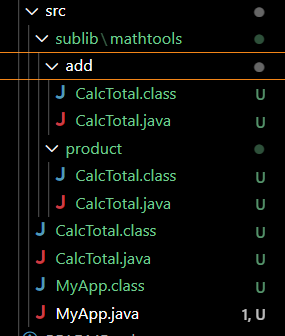 src
sublib\mathtools
add
CalcTotal.class U
CalcTotal.java U
product
CalcTotal.class U
CalcTotal.java U
CalcTotal.class U
CalcTotal.java U
MyApp.class U
MyApp.java 1, U